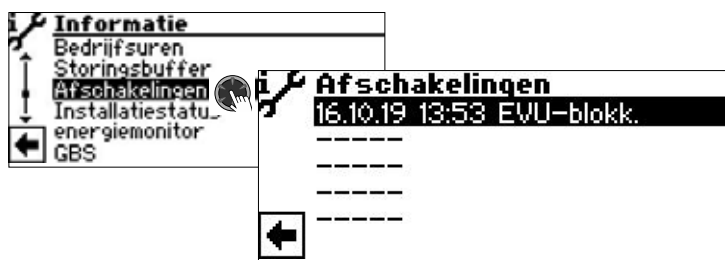 Informatie
Bedrijfsuren
Storingsbuffer
Afschakelingen
Installatiestatu
energiemonitor
GBS
Afschakelingen
16.10.19 13:53 EVU-blokk.
-----
-----
-----
-----